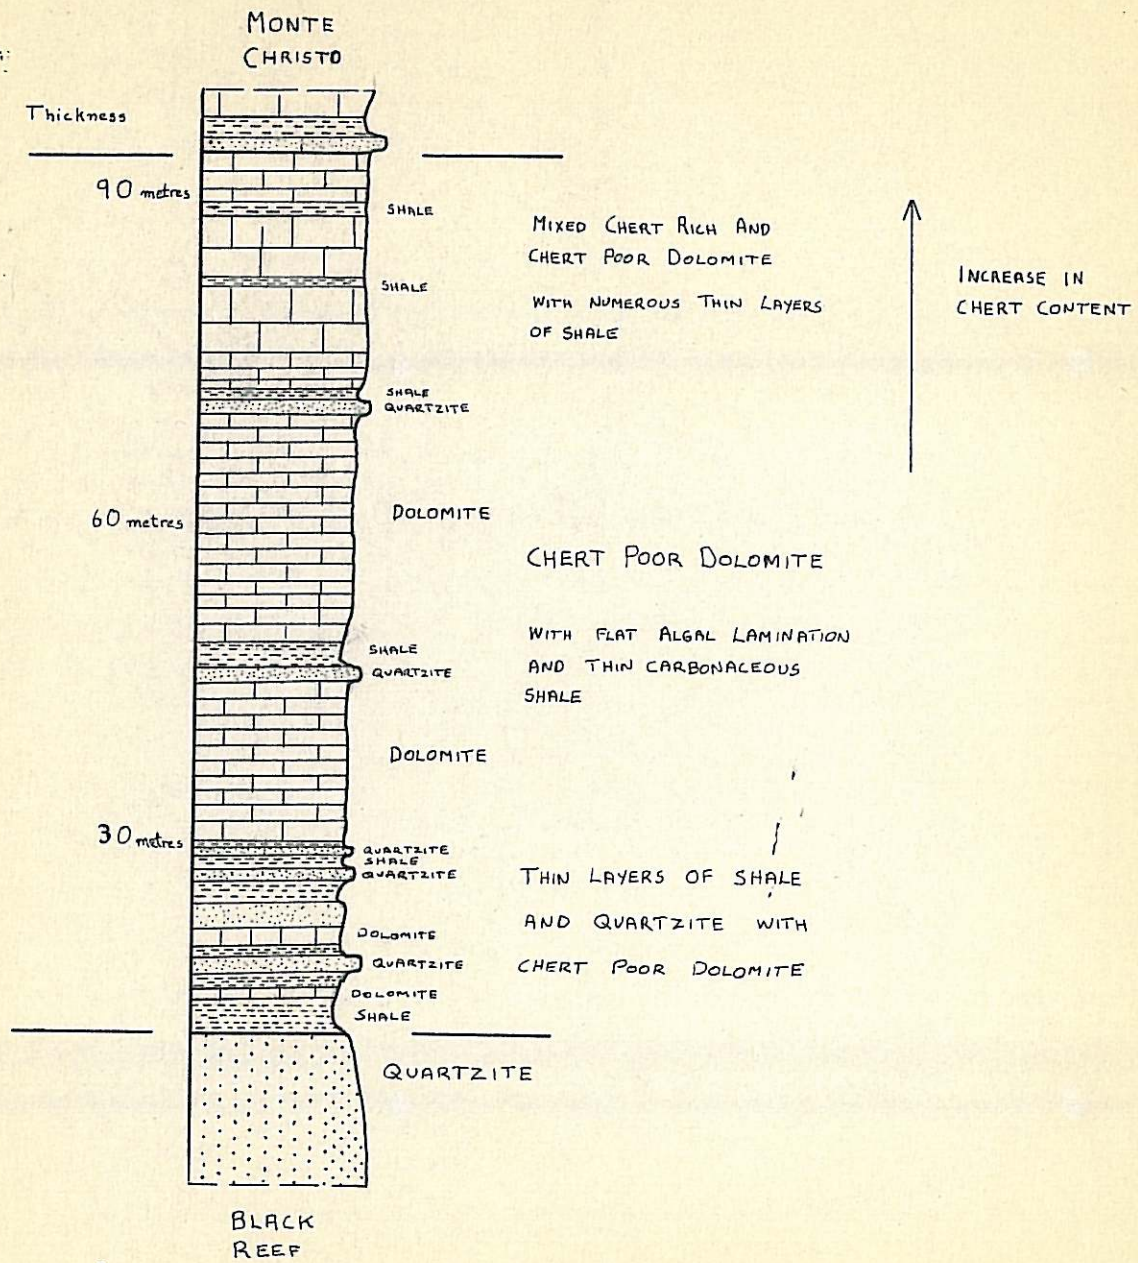 MONTE
CHRISTO
Thickness
90 metres
SHALE
MIXED CHERT RICH AND
CHERT POOR DOLOMITE
WITH NUMEROUS THIN LAYERS
OF SHALE
INCREASE IN
CHERT CONTENT
SHALE
SHALE
QUARTZITE
60 metres
DOLOMITE
CHERT POOR DOLOMITE
WITH FLAT ALGAL LAMINATION
AND THIN CARBONACEOUS
SHALE
SHALE
QUARTZITE
DOLOMITE
30 metres
QUARTZITE
SHALE
QUARTZITE
THIN LAYERS OF SHALE
AND QUARTZITE WITH
CHERT POOR DOLOMITE
DOLOMITE
QUARTZITE
DOLOMITE
SHALE
QUARTZITE
BLACK
REEF